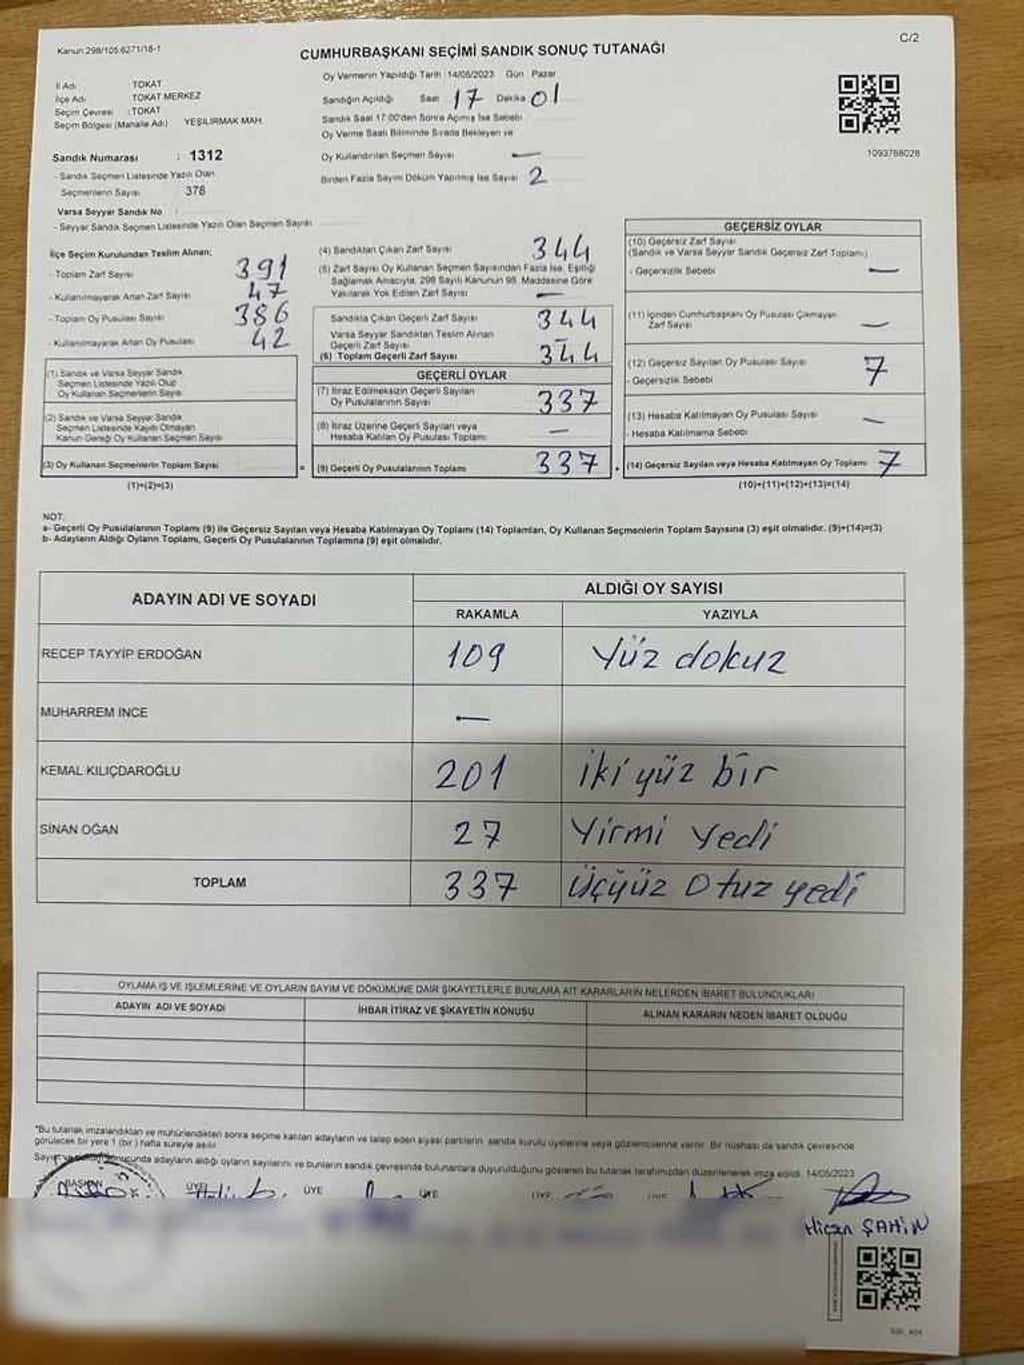 Kanun 298/105.6271/18-1
C/2
CUMHURBAŞKANI SEÇİMİ SANDIK SONUÇ TUTANAĞI
İl Adı : TOKAT
İlçe Adı : TOKAT MERKEZ
Seçim Çevresi : TOKAT
Seçim Bölgesi (Mahalle Adı) YEŞİLIRMAK MAH.
Sandık Numarası : 1312
- Sandık Seçmen Listesinde Yazılı Olan
Seçmenlerin Sayısı 378
Varsa Seyyar Sandık No :
- Seyyar Sandık Seçmen Listesinde Yazılı Olan Seçmen Sayısı
Oy Vermenin Yapıldığı Tarih 14/05/2023 Gün Pazar
Sandığın Açıldığı Saat 17 Dakika 01
Sandık Saat 17:00'den Sonra Açılmış İse Sebebi
Oy Verme Saati Bitiminde Sırada Bekleyen ve
Oy Kullandırılan Seçmen Sayısı —
Birden Fazla Sayım Döküm Yapılmış İse Sayısı 2
1093768028
İlçe Seçim Kurulundan Teslim Alınan;
- Toplam Zarf Sayısı 391
- Kullanılmayarak Artan Zarf Sayısı 47
- Toplam Oy Pusulası Sayısı 386
- Kullanılmayarak Artan Oy Pusulası 42
(1) Sandık ve Varsa Seyyar Sandık
Seçmen Listesinde Yazılı Olup
Oy Kullanan Seçmenlerin Sayısı
(2) Sandık ve Varsa Seyyar Sandık
Seçmen Listesinde Kayıtlı Olmayan
Kanun Gereği Oy Kullanan Seçmen Sayısı
(3) Oy Kullanan Seçmenlerin Toplam Sayısı =
(1)+(2)=(3)
(4) Sandıktan Çıkan Zarf Sayısı 344
(5) Zarf Sayısı Oy Kullanan Seçmen Sayısından Fazla İse, Eşitliği
Sağlamak Amacıyla, 298 Sayılı Kanunun 98. Maddesine Göre
Yakılarak Yok Edilen Zarf Sayısı —
Sandıkta Çıkan Geçerli Zarf Sayısı 344
Varsa Seyyar Sandıktan Teslim Alınan
Geçerli Zarf Sayısı —
(6) Toplam Geçerli Zarf Sayısı 344
GEÇERLİ OYLAR
(7) İtiraz Edilmeksizin Geçerli Sayılan
Oy Pusulalarının Sayısı 337
(8) İtiraz Üzerine Geçerli Sayılan veya
Hesaba Katılan Oy Pusulası Toplamı —
(9) Geçerli Oy Pusulalarının Toplamı 337 +
GEÇERSİZ OYLAR
(10) Geçersiz Zarf Sayısı
(Sandık ve Varsa Seyyar Sandık Geçersiz Zarf Toplamı)
- Geçersizlik Sebebi —
(11) İçinden Cumhurbaşkanı Oy Pusulası Çıkmayan
Zarf Sayısı —
(12) Geçersiz Sayılan Oy Pusulası Sayısı 7
- Geçersizlik Sebebi
(13) Hesaba Katılmayan Oy Pusulası Sayısı —
- Hesaba Katılmama Sebebi
(14) Geçersiz Sayılan veya Hesaba Katılmayan Oy Toplamı 7
(10)+(11)+(12)+(13)=(14)
NOT:
a- Geçerli Oy Pusulalarının Toplamı (9) ile Geçersiz Sayılan veya Hesaba Katılmayan Oy Toplamı (14) Toplamları, Oy Kullanan Seçmenlerin Toplam Sayısına (3) eşit olmalıdır. (9)+(14)=(3)
b- Adayların Aldığı Oyların Toplamı, Geçerli Oy Pusulalarının Toplamına (9) eşit olmalıdır.
ADAYIN ADI VE SOYADI ALDIĞI OY SAYISI
RAKAMLA YAZIYLA
RECEP TAYYİP ERDOĞAN 109 Yüz dokuz
MUHARREM İNCE —
KEMAL KILIÇDAROĞLU 201 İki yüz bir
SİNAN OĞAN 27 Yirmi yedi
TOPLAM 337 Üçyüz Otuz yedi
OYLAMA İŞ VE İŞLEMLERİNE VE OYLARIN SAYIM VE DÖKÜMÜNE DAİR ŞİKAYETLERLE BUNLARA AİT KARARLARIN NELERDEN İBARET BULUNDUKLARI
ADAYIN ADI VE SOYADI İHBAR İTİRAZ VE ŞİKAYETİN KONUSU ALINAN KARARIN NEDEN İBARET OLDUĞU
*Bu tutanak imzalandıktan ve mühürlendikten sonra seçime katılan adayların ve talep eden siyasi partilerin, sandık kurulu üyelerine veya gözlemcilerine verilir. Bir nüshası da sandık çevresinde
görülecek bir yere 1 (bir) hafta süreyle asılır.
Sayım ve döküm sonucunda adayların aldığı oyların sayılarını ve bunların sandık çevresinde bulunanlara duyurulduğunu gösteren bu tutanak tarafımızdan düzenlenerek imza edildi. 14/05/2023
BAŞKAN ÜYE ÜYE ÜYE ÜYE
Hican ŞAHİN